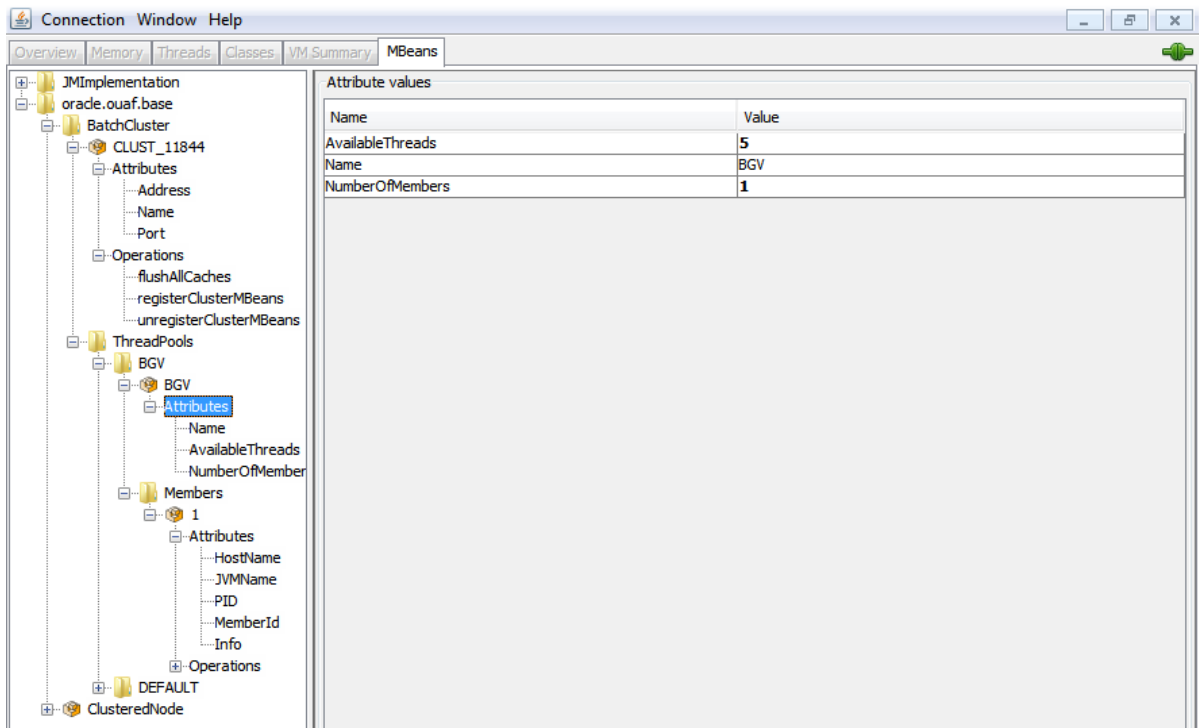 Connection Window Help
Overview Memory Threads Classes VM Summary MBeans
JMImplementation
oracle.ouaf.base
BatchCluster
CLUST_11844
Attributes
Address
Name
Port
Operations
flushAllCaches
registerClusterMBeans
unregisterClusterMBeans
ThreadPools
BGV
BGV
Attributes
Name
AvailableThreads
NumberOfMember
Members
1
Attributes
HostName
JVMName
PID
MemberId
Info
Operations
DEFAULT
ClusteredNode
Attribute values
Name Value
AvailableThreads 5
Name BGV
NumberOfMembers 1